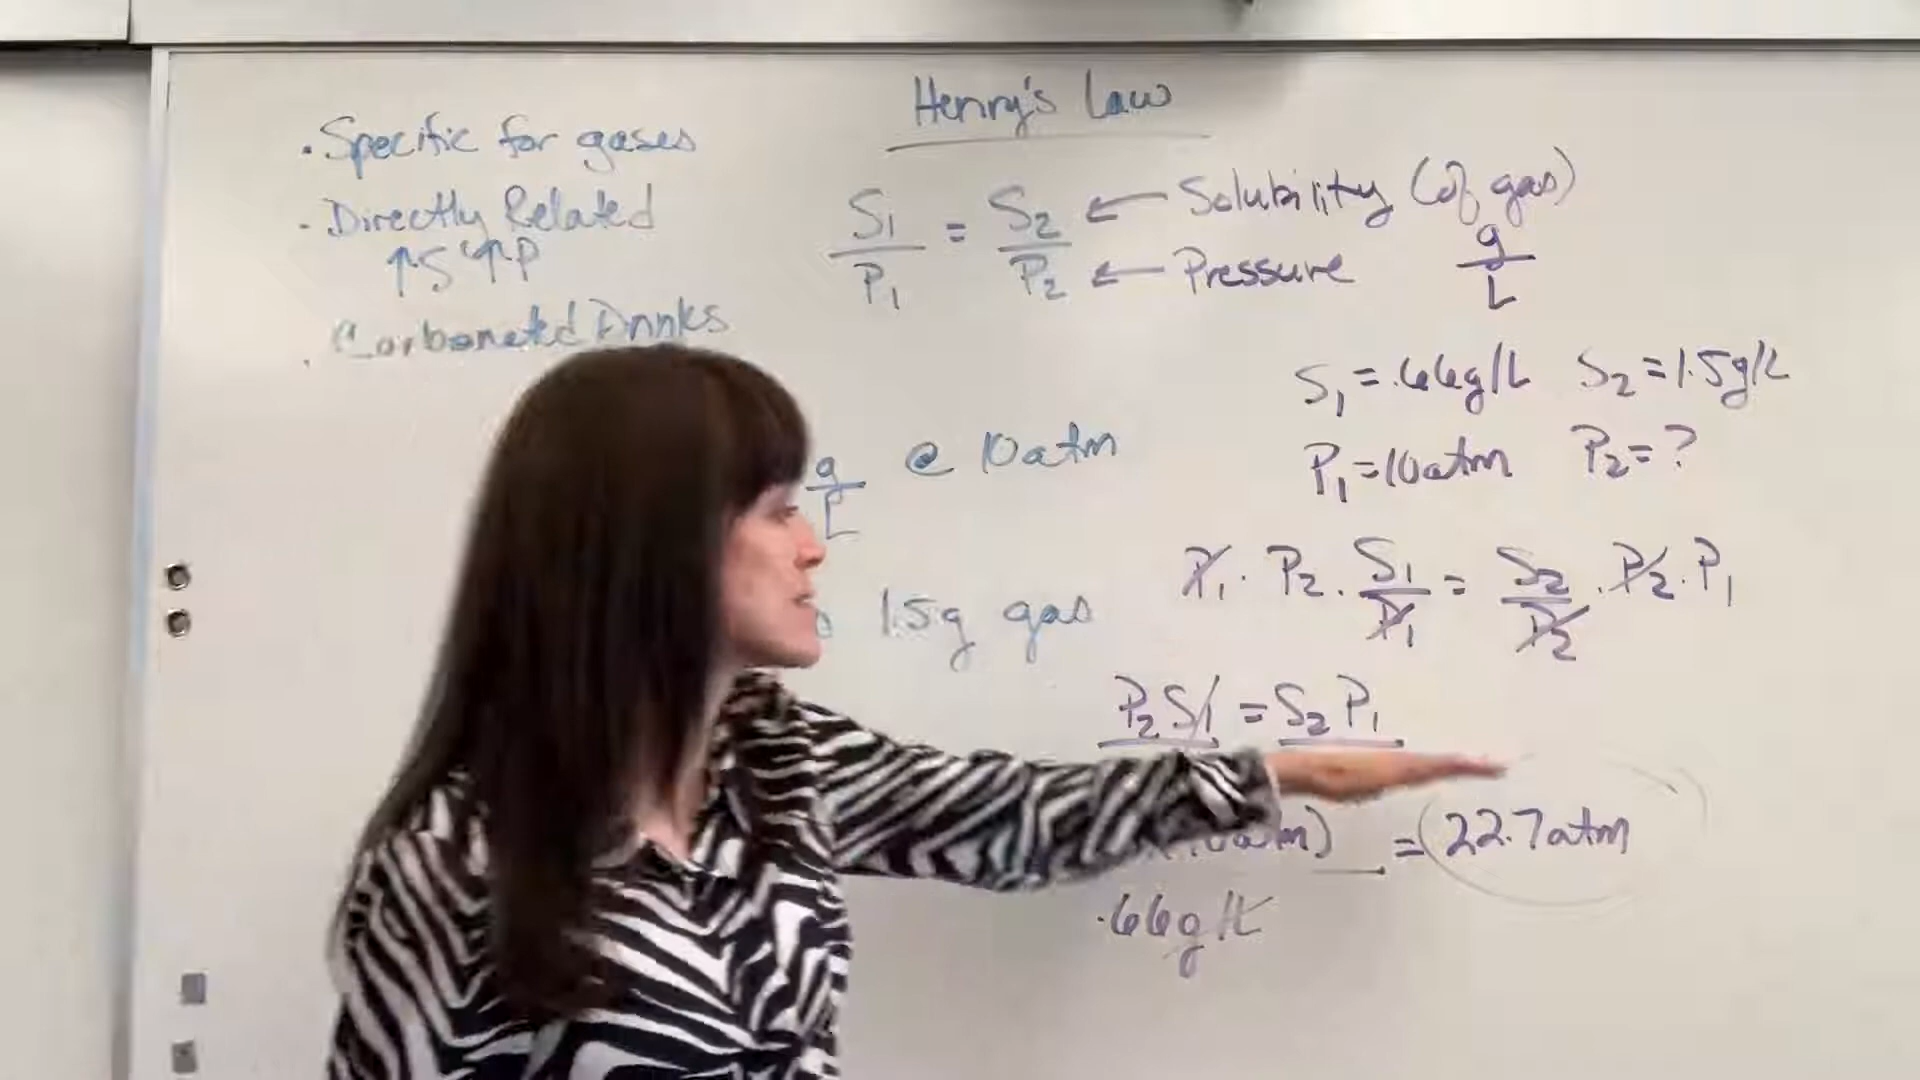 Henry's Law
• Specific for gases
- Directly Related
↑S ↑P
. Carbonated Drinks
S₁/P₁ = S₂/P₂
← Solubility (of gas)
g/L
← Pressure
S₁ = .66g/L S₂ = 1.5g/L
P₁ = 10atm P₂ = ?
g/L @ 10atm
1.5g gas
P₁ · P₂ · S₁/P₁ = S₂/P₂ · P₂ · P₁
P₂S₁ = S₂P₁
= 22.7atm
.66g/L